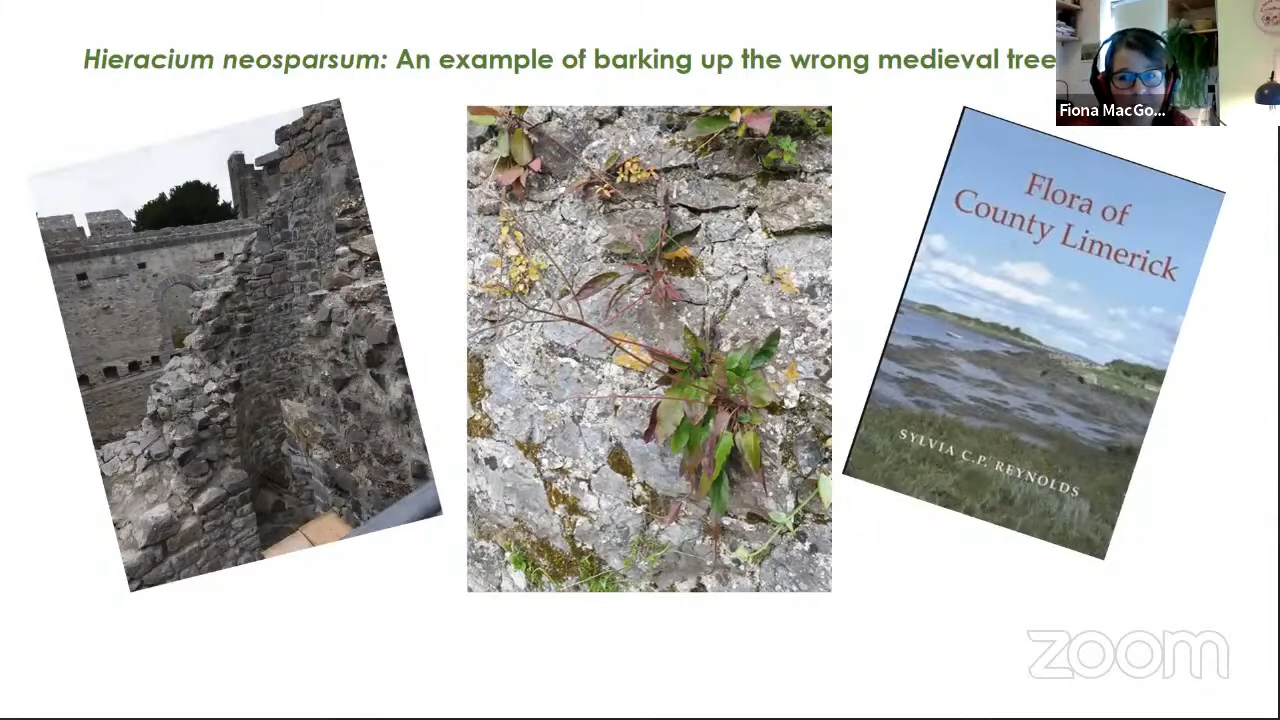 Hieracium neosparsum: An example of barking up the wrong medieval tree
Fiona MacGo...
Flora of
County Limerick
SYLVIA C.P. REYNOLDS
zoom